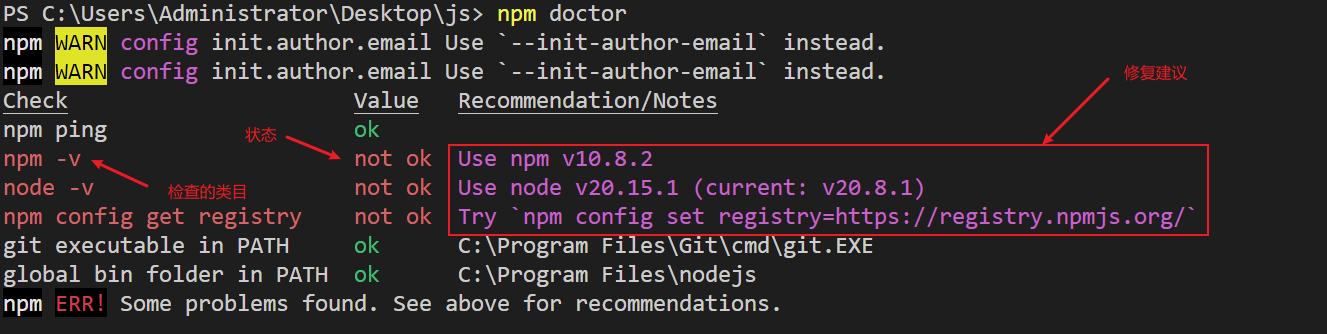 PS C:\Users\Administrator\Desktop\js> npm doctor
npm WARN config init.author.email Use `--init-author-email` instead.
npm WARN config init.author.email Use `--init-author-email` instead.
修复建议
Check Value Recommendation/Notes
npm ping ok
状态
npm -v not ok Use npm v10.8.2
检查的类目
node -v not ok Use node v20.15.1 (current: v20.8.1)
npm config get registry not ok Try `npm config set registry=https://registry.npmjs.org/`
git executable in PATH ok C:\Program Files\Git\cmd\git.EXE
global bin folder in PATH ok C:\Program Files\nodejs
npm ERR! Some problems found. See above for recommendations.